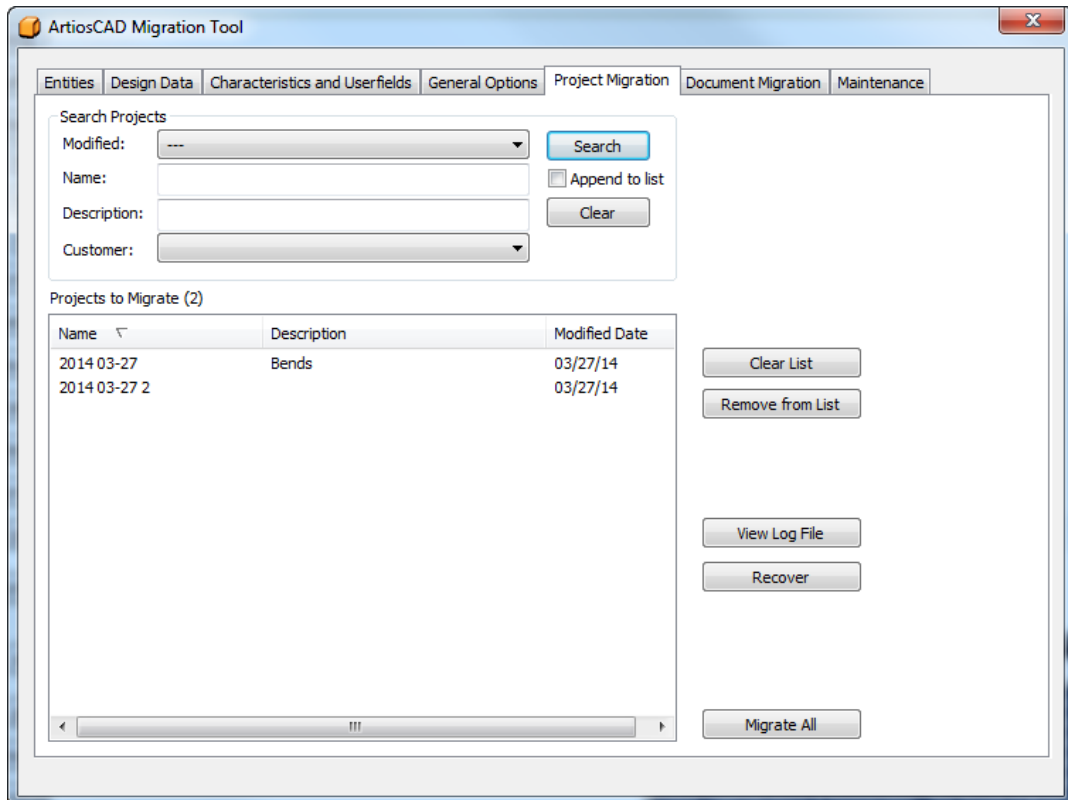 ArtiosCAD Migration Tool
Entities Design Data Characteristics and Userfields General Options Project Migration Document Migration Maintenance
Search Projects
Modified: --- Search
Name: Append to list
Description: Clear
Customer:
Projects to Migrate (2)
Name Description Modified Date
2014 03-27 Bends 03/27/14
2014 03-27 2 03/27/14
Clear List
Remove from List
View Log File
Recover
Migrate All